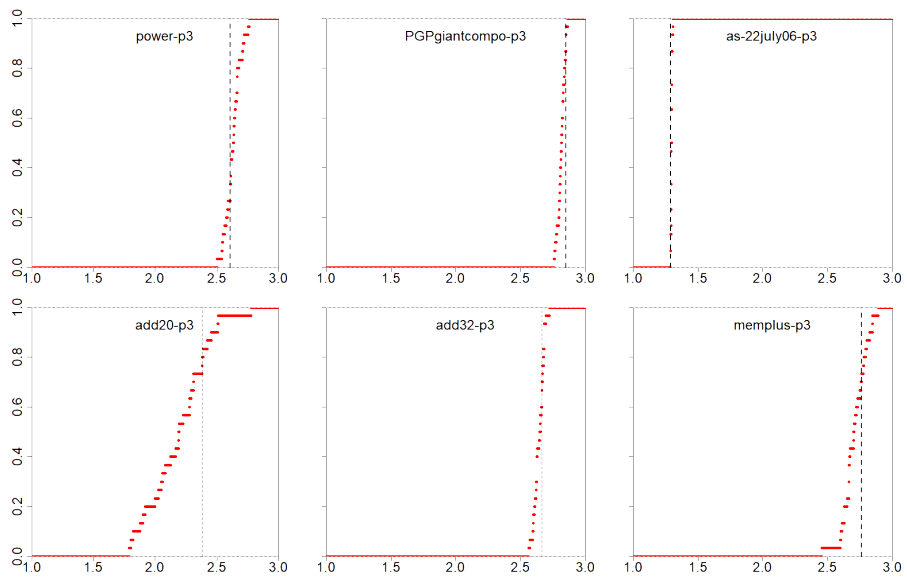 power-p3 PGPgiantcompo-p3 as-22july06-p3
0.0 0.2 0.4 0.6 0.8 1.0
1.0 1.5 2.0 2.5 3.0 1.0 1.5 2.0 2.5 3.0 1.0 1.5 2.0 2.5 3.0
add20-p3 add32-p3 memplus-p3
0.0 0.2 0.4 0.6 0.8 1.0
1.0 1.5 2.0 2.5 3.0 1.0 1.5 2.0 2.5 3.0 1.0 1.5 2.0 2.5 3.0